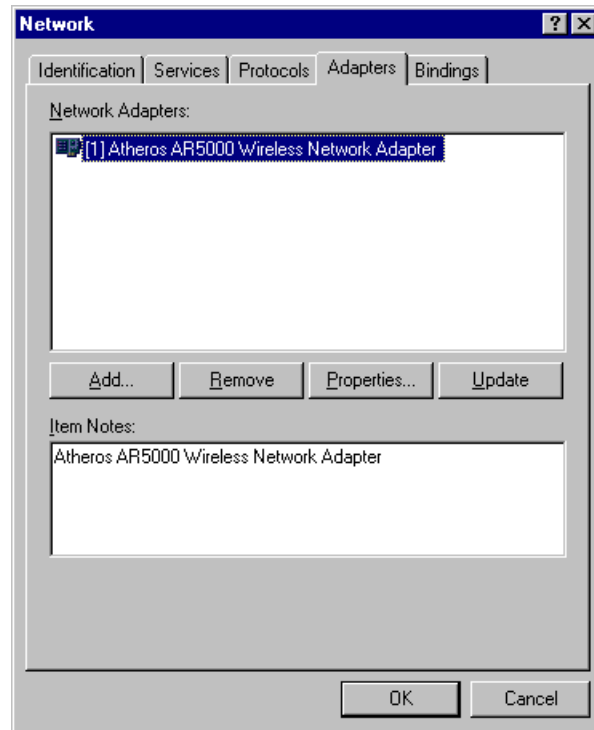 Network
Identification Services Protocols Adapters Bindings
Network Adapters:
[1] Atheros AR5000 Wireless Network Adapter
Add... Remove Properties... Update
Item Notes:
Atheros AR5000 Wireless Network Adapter
OK Cancel